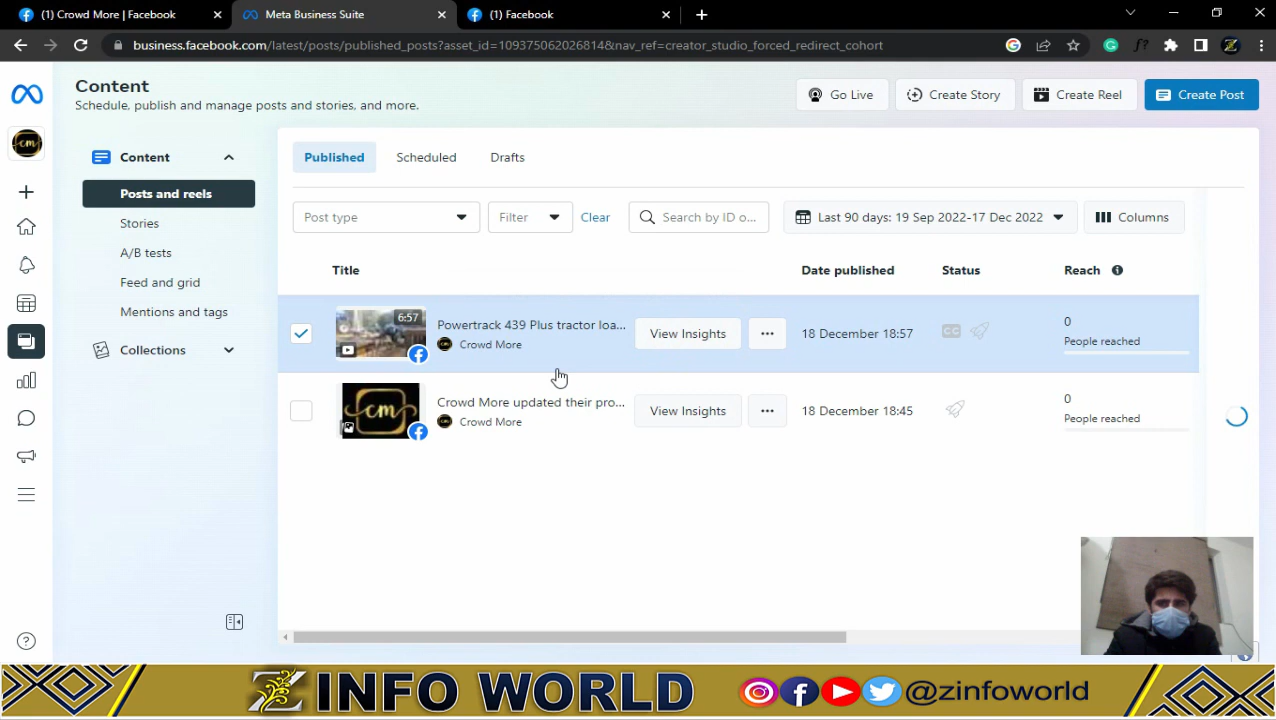 (1) Crowd More | Facebook
Meta Business Suite
(1) Facebook
business.facebook.com/latest/posts/published_posts?asset_id=109375062026814&nav_ref=creator_studio_forced_redirect_cohort
Content
Schedule, publish and manage posts and stories, and more.
Go Live
Create Story
Create Reel
Create Post
Content
Posts and reels
Stories
A/B tests
Feed and grid
Mentions and tags
Collections
Published
Scheduled
Drafts
Post type
Filter
Clear
Search by ID o...
Last 90 days: 19 Sep 2022-17 Dec 2022
Columns
Title
Date published
Status
Reach
6:57
Powertrack 439 Plus tractor loa...
Crowd More
View Insights
18 December 18:57
CC
0
People reached
cm
Crowd More updated their pro...
Crowd More
View Insights
18 December 18:45
0
People reached
Z INFO WORLD
@zinfoworld